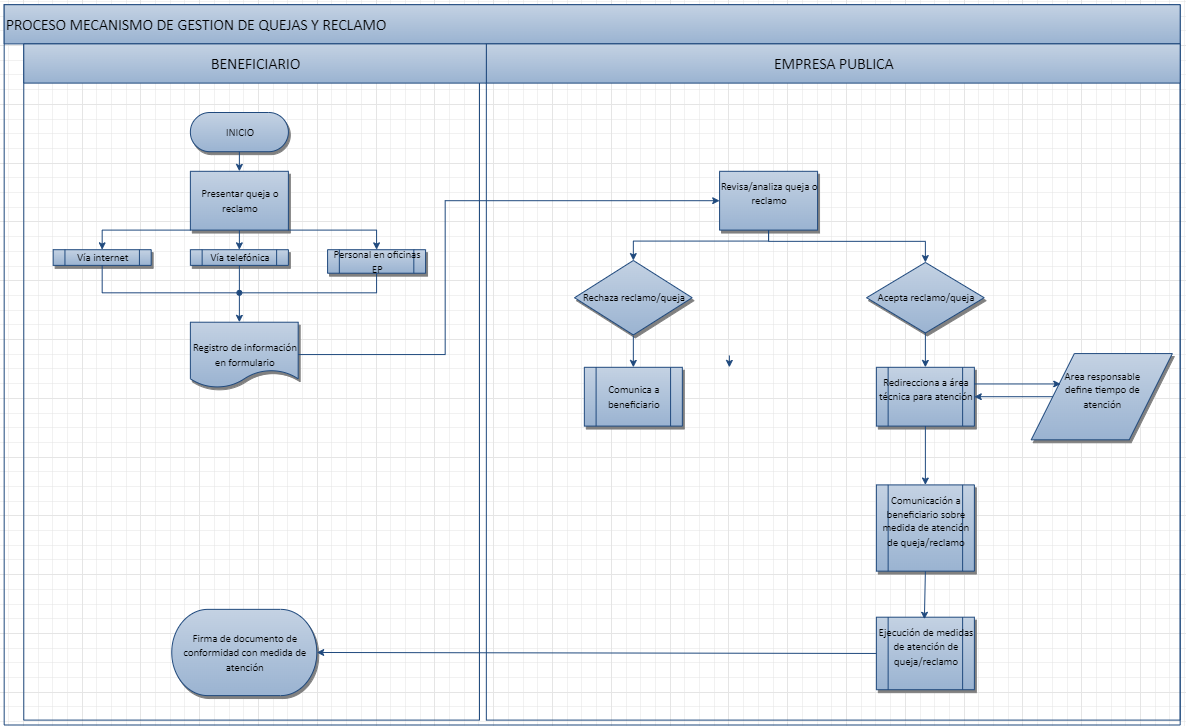 PROCESO MECANISMO DE GESTION DE QUEJAS Y RECLAMO
BENEFICIARIO
EMPRESA PUBLICA
INICIO
Presentar queja o
reclamo
Vía internet
Vía telefónica
Personal en oficinas
EP
Registro de información
en formulario
Revisa/analiza queja o
reclamo
Rechaza reclamo/queja
Acepta reclamo/queja
Comunica a
beneficiario
Redirecciona a área
técnica para atención
Area responsable
define tiempo de
atención
Comunicación a
beneficiario sobre
medida de atención
de queja/reclamo
Ejecución de medidas
de atención de
queja/reclamo
Firma de documento de
conformidad con medida de
atención